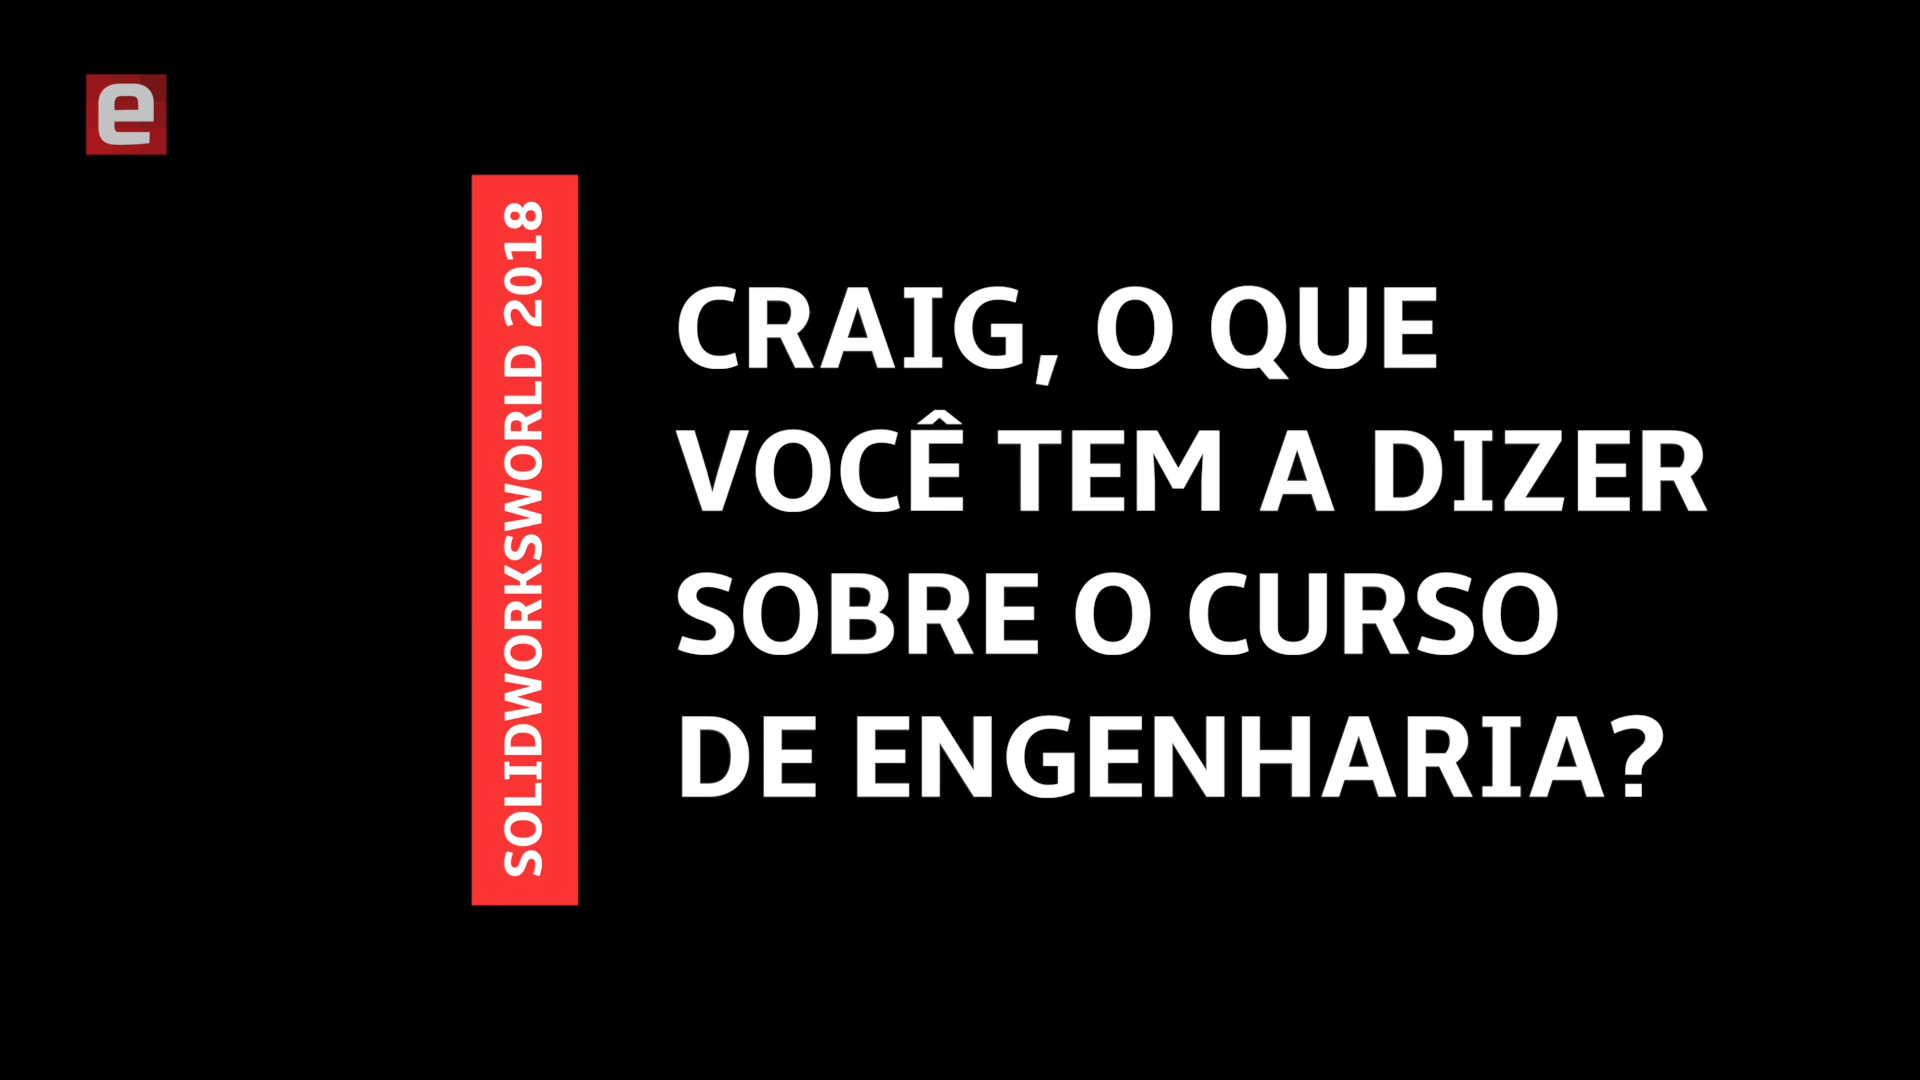 e
SOLIDWORKSWORLD 2018
CRAIG, O QUE
VOCÊ TEM A DIZER
SOBRE O CURSO
DE ENGENHARIA?